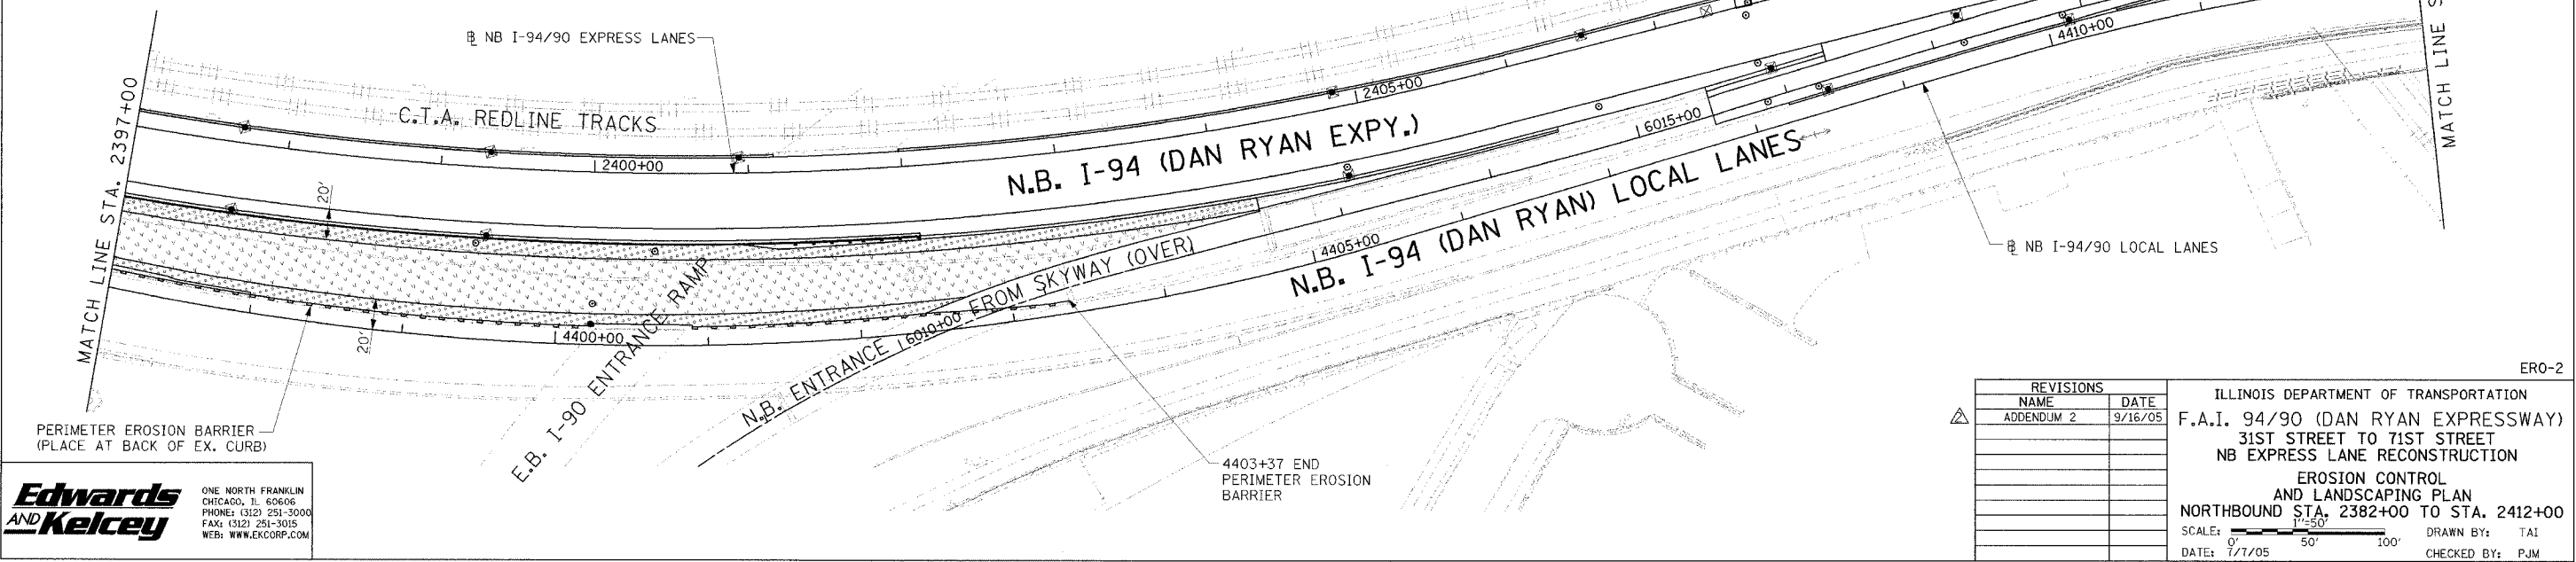 ℄ NB I-94/90 EXPRESS LANES
C.T.A. REDLINE TRACKS
MATCH LINE STA. 2397+00
2400+00
2405+00
N.B. I-94 (DAN RYAN EXPY.)
6015+00
4410+00
MATCH LINE S
20'
20'
4400+00
4405+00
N.B. I-94 (DAN RYAN) LOCAL LANES
℄ NB I-94/90 LOCAL LANES
E.B. I-90 ENTRANCE RAMP
N.B. ENTRANCE 6010+00 FROM SKYWAY (OVER)
PERIMETER EROSION BARRIER
(PLACE AT BACK OF EX. CURB)
4403+37 END
PERIMETER EROSION
BARRIER
Edwards
AND Kelcey
ONE NORTH FRANKLIN
CHICAGO, IL 60606
PHONE: (312) 251-3000
FAX: (312) 251-3015
WEB: WWW.EKCORP.COM
ERO-2
REVISIONS
NAME DATE
2 ADDENDUM 2 9/16/05
ILLINOIS DEPARTMENT OF TRANSPORTATION
F.A.I. 94/90 (DAN RYAN EXPRESSWAY)
31ST STREET TO 71ST STREET
NB EXPRESS LANE RECONSTRUCTION
EROSION CONTROL
AND LANDSCAPING PLAN
NORTHBOUND STA. 2382+00 TO STA. 2412+00
SCALE: 1"=50' DRAWN BY: TAI
0' 50' 100'
DATE: 7/7/05 CHECKED BY: PJM